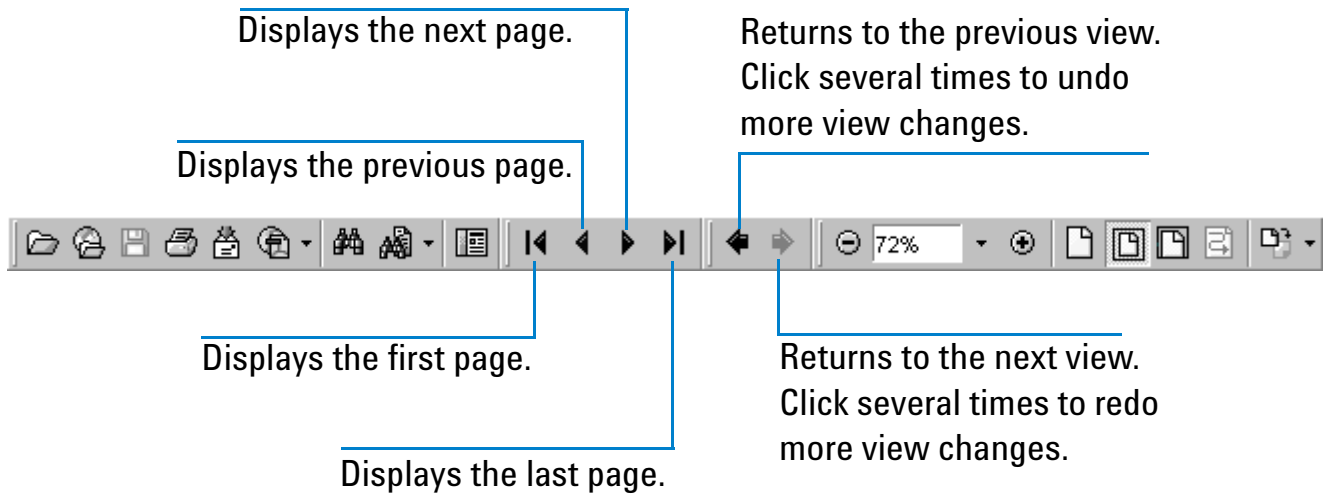 Displays the next page.
Returns to the previous view.
Click several times to undo
more view changes.
Displays the previous page.
72%
Displays the first page.
Returns to the next view.
Click several times to redo
more view changes.
Displays the last page.